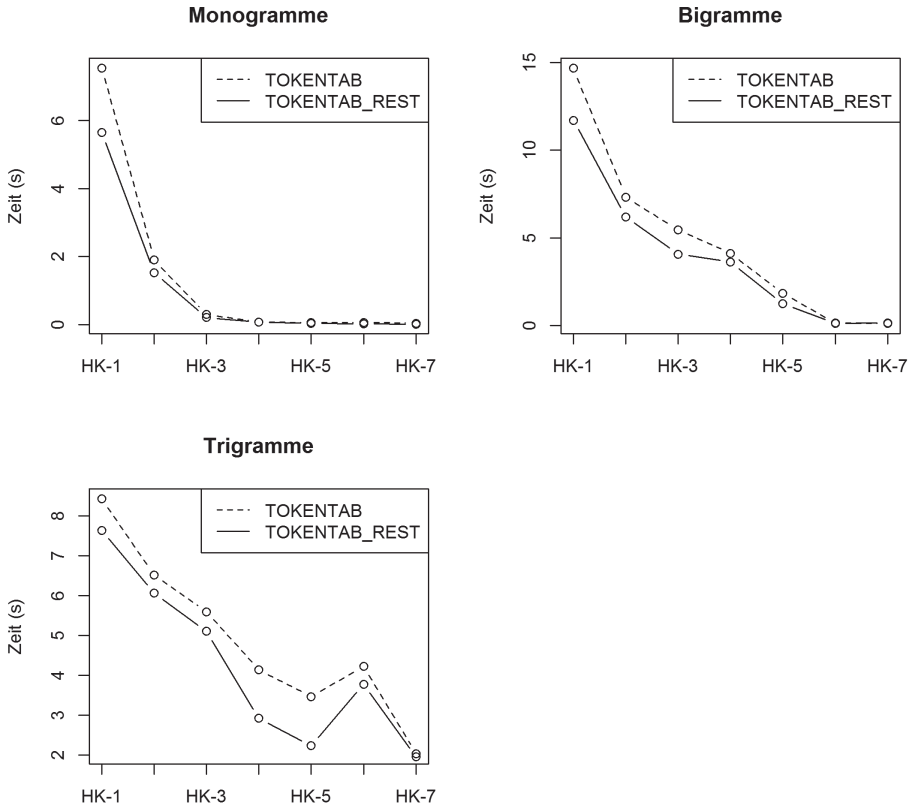 Monogramme
Zeit (s)
6
4
2
0
TOKENTAB
TOKENTAB_REST
HK-1 HK-3 HK-5 HK-7
Bigramme
Zeit (s)
15
10
5
0
TOKENTAB
TOKENTAB_REST
HK-1 HK-3 HK-5 HK-7
Trigramme
Zeit (s)
8
7
6
5
4
3
2
TOKENTAB
TOKENTAB_REST
HK-1 HK-3 HK-5 HK-7